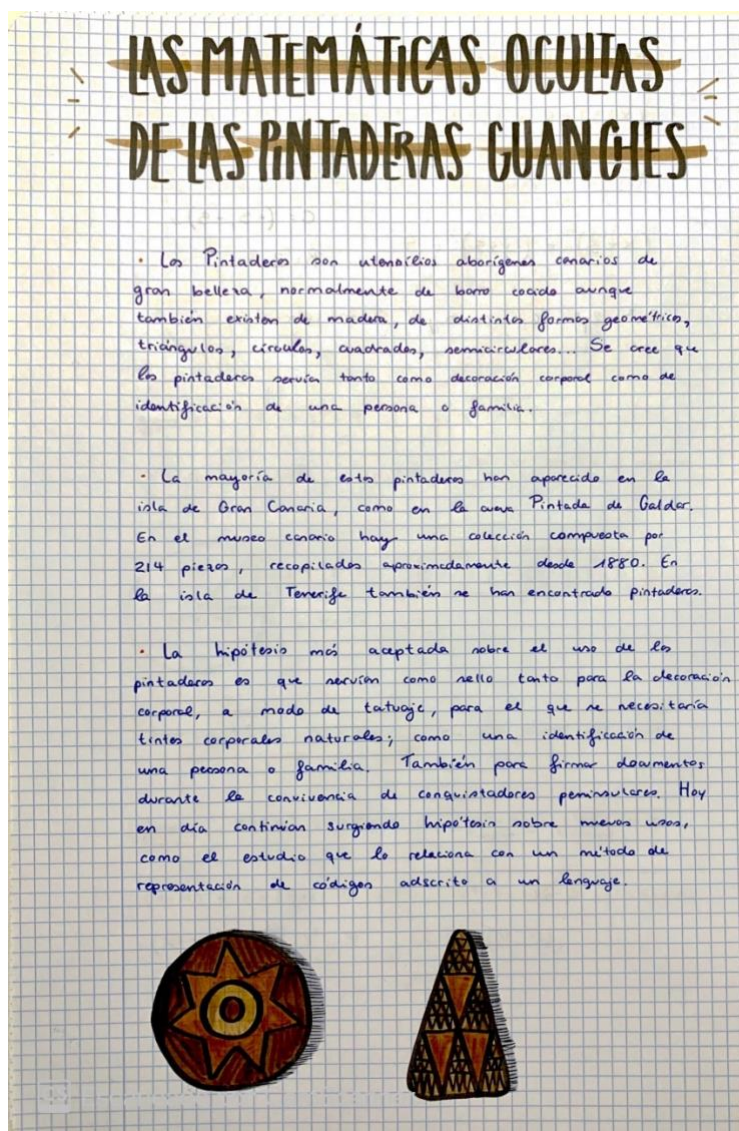 LAS MATEMÁTICAS OCULTAS
DE LAS PINTADERAS GUANCHES
· Las Pintaderas son utensilios aborígenes canarios de
gran belleza, normalmente de barro cocido aunque
también existen de madera, de distintas formas geométricas,
triángulos, círculos, cuadrados, semicirculares... Se cree que
las pintaderas servían tanto como decoración corporal como de
identificación de una persona o familia.
· La mayoría de estas pintaderas han aparecido en la
isla de Gran Canaria, como en la cueva Pintada de Galdar.
En el museo canario hay una colección compuesta por
214 piezas, recopiladas aproximadamente desde 1880. En
la isla de Tenerife también se han encontrado pintaderas.
· La hipótesis más aceptada sobre el uso de las
pintaderas es que servían como sello tanto para la decoración
corporal, a modo de tatuaje, para el que se necesitaría
tintes corporales naturales; como una identificación de
una persona o familia. También para firmar documentos
durante la convivencia de conquistadores peninsulares. Hoy
en día continúan surgiendo hipótesis sobre nuevos usos,
como el estudio que lo relaciona con un método de
representación de códigos adscrito a un lenguaje.